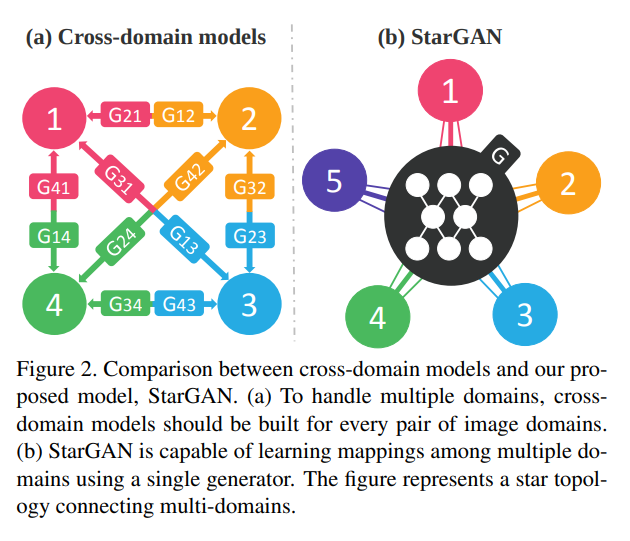 (a) Cross-domain models
(b) StarGAN
1
G21
G12
2
G41
G31
G42
G32
G14
G24
G13
G23
4
G34
G43
3
1
G
5
2
4
3
Figure 2. Comparison between cross-domain models and our pro-
posed model, StarGAN. (a) To handle multiple domains, cross-
domain models should be built for every pair of image domains.
(b) StarGAN is capable of learning mappings among multiple do-
mains using a single generator. The figure represents a star topol-
ogy connecting multi-domains.